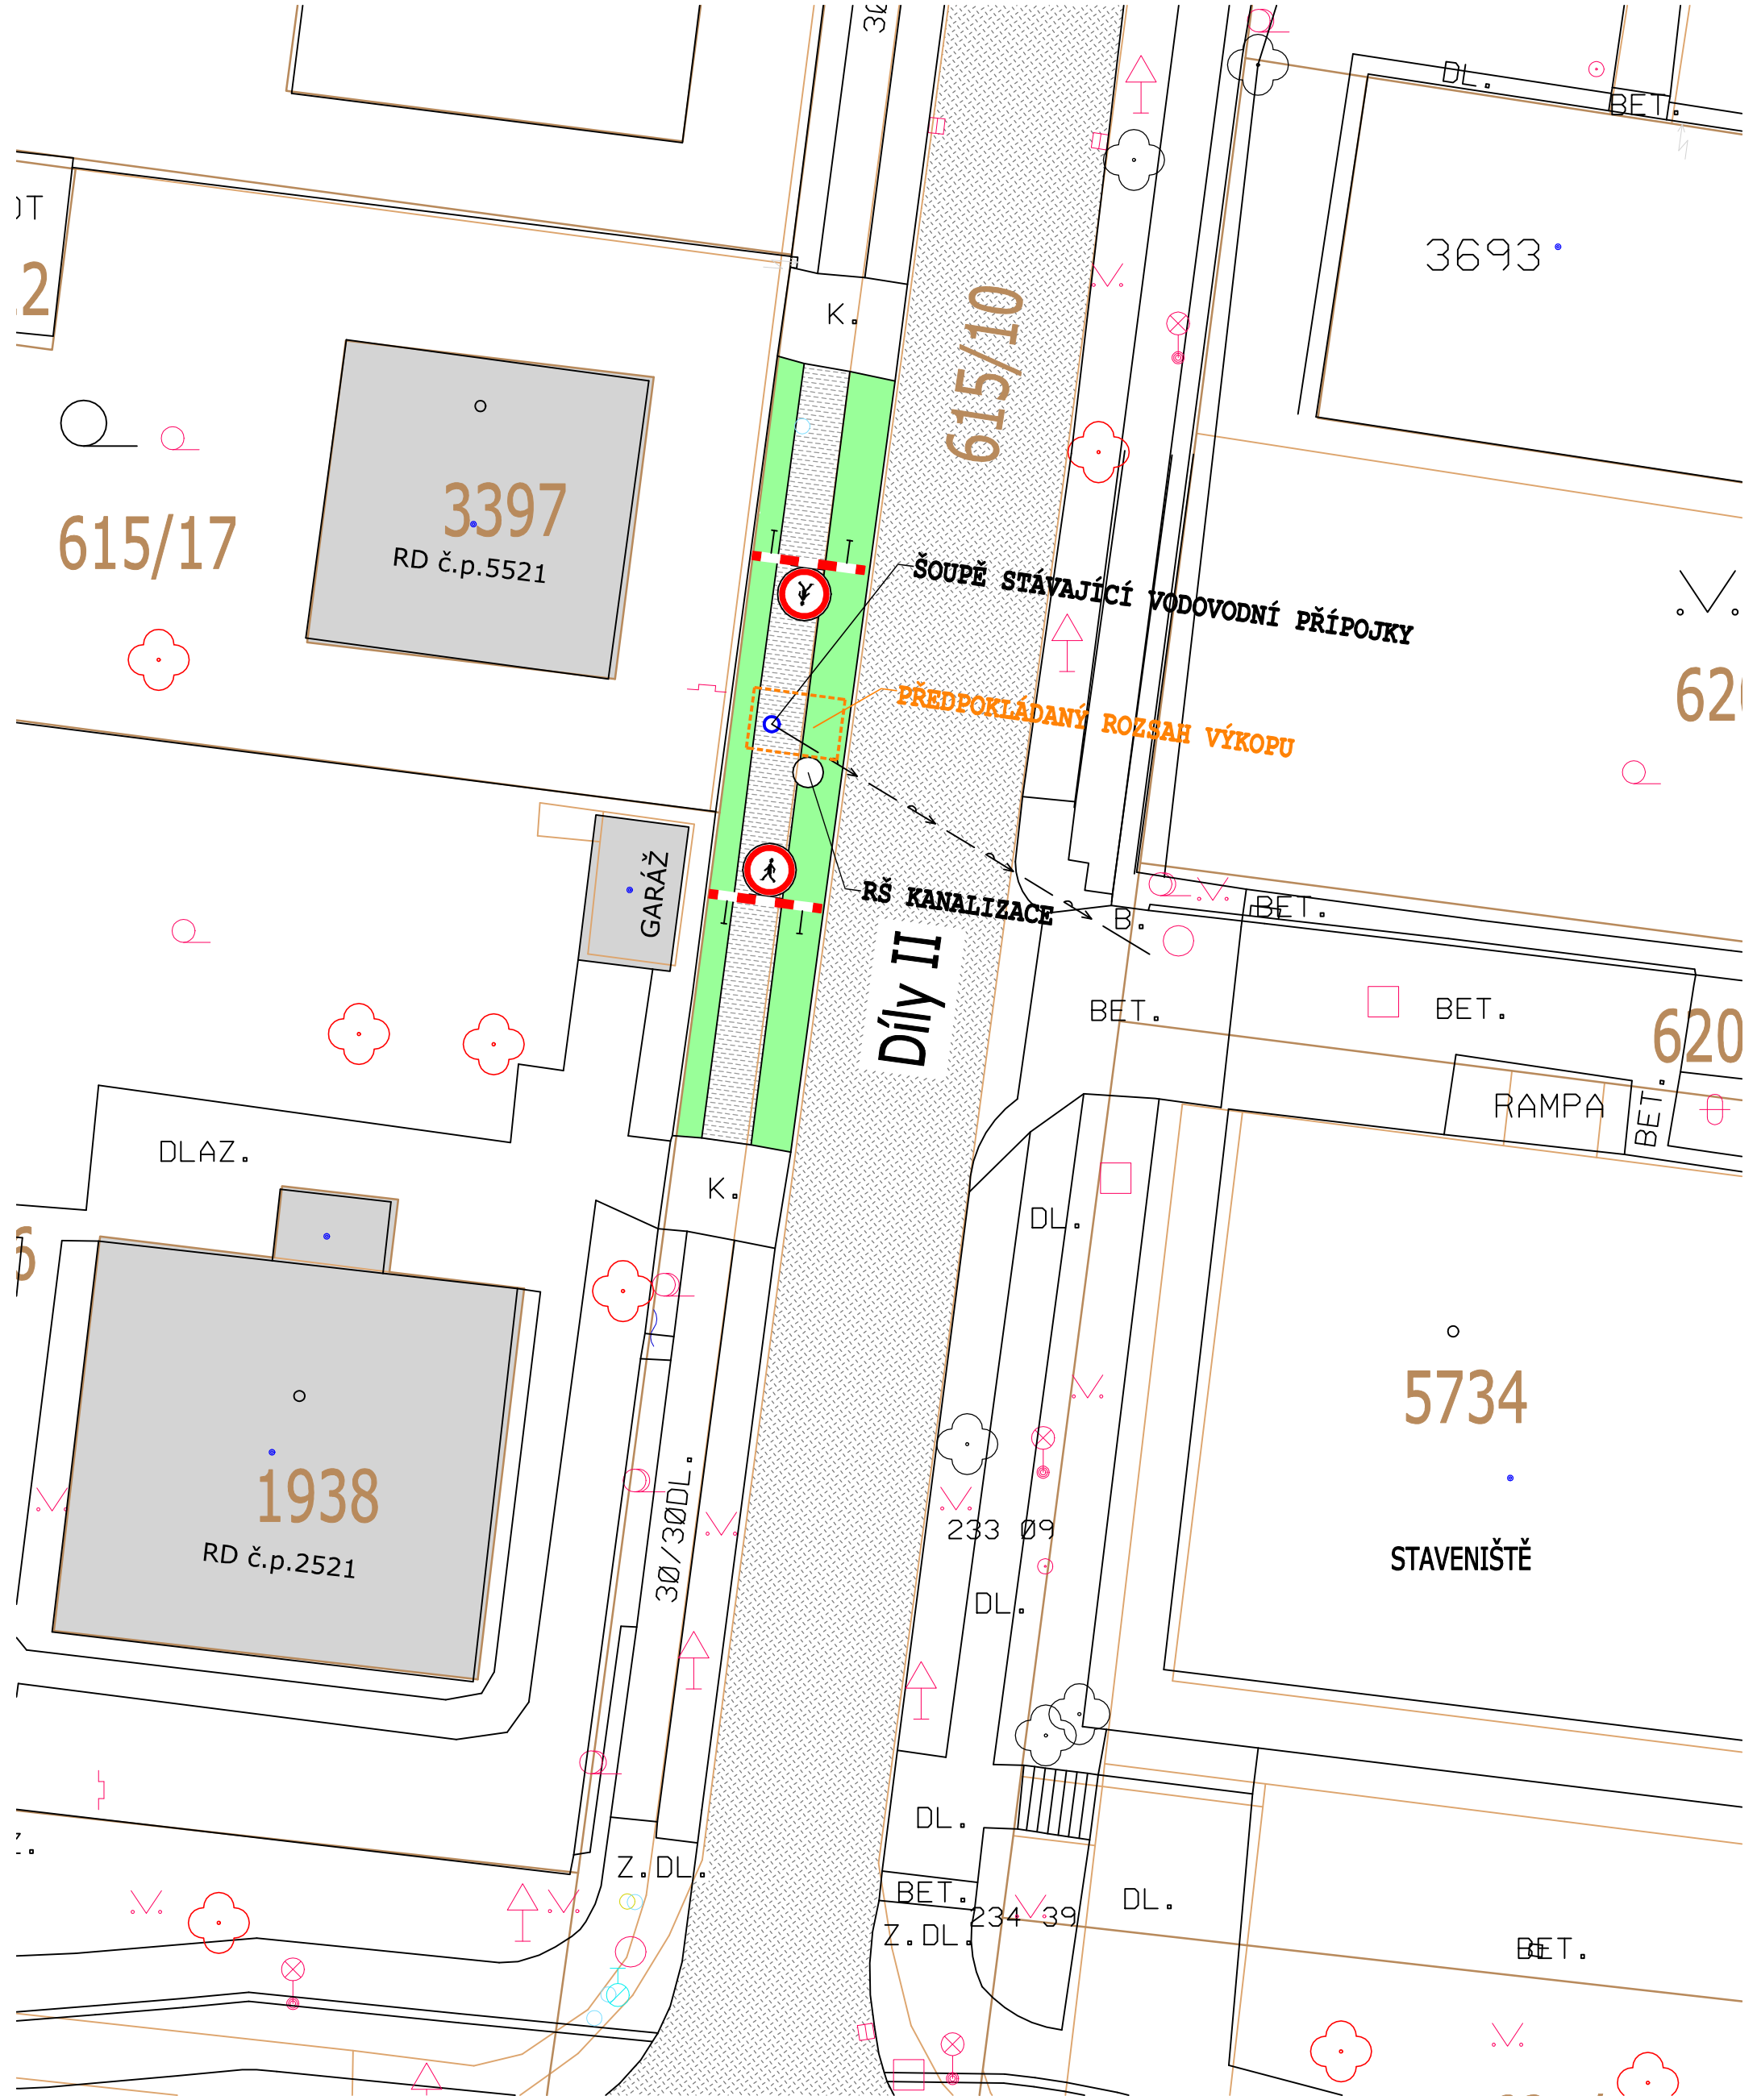 DL.
BET.
3693
K.
615/10
3397
RD č.p.5521
615/17
ŠOUPĚ STÁVAJÍCÍ VODOVODNÍ PŘÍPOJKY
PŘEDPOKLÁDANÝ ROZSAH VÝKOPU
GARÁŽ
RŠ KANALIZACE
B.
BET.
Díly II
BET.
BET.
620
RAMPA
BET.
DLAZ.
K.
DL.
5734
1938
RD č.p.2521
30/30DL.
233 09
STAVENIŠTĚ
DL.
DL.
Z.DL.
BET.
DL.
234 39
Z.DL.
BET.